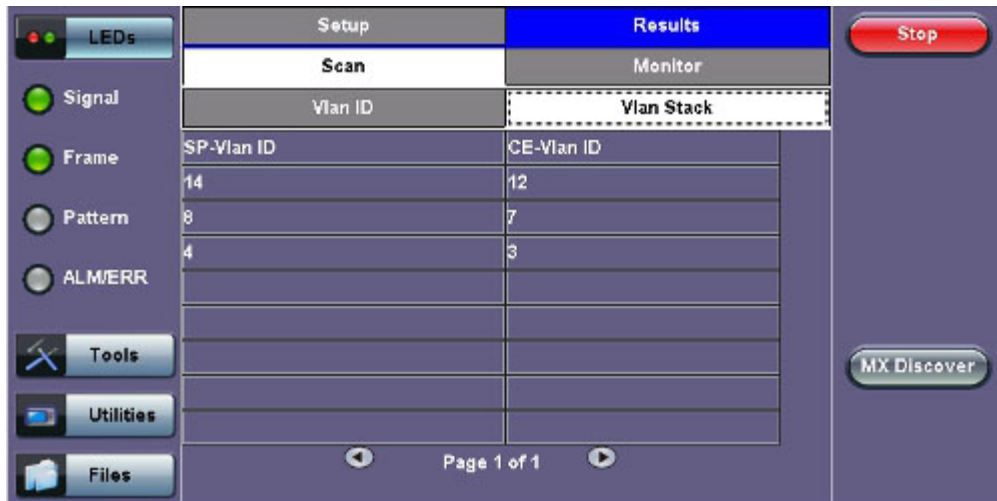 LEDs
Setup
Results
Stop
Scan
Monitor
Signal
Vlan ID
Vlan Stack
Frame
SP-Vlan ID
CE-Vlan ID
14
12
Pattern
8
7
4
3
ALM/ERR
Tools
MX Discover
Utilities
Page 1 of 1
Files